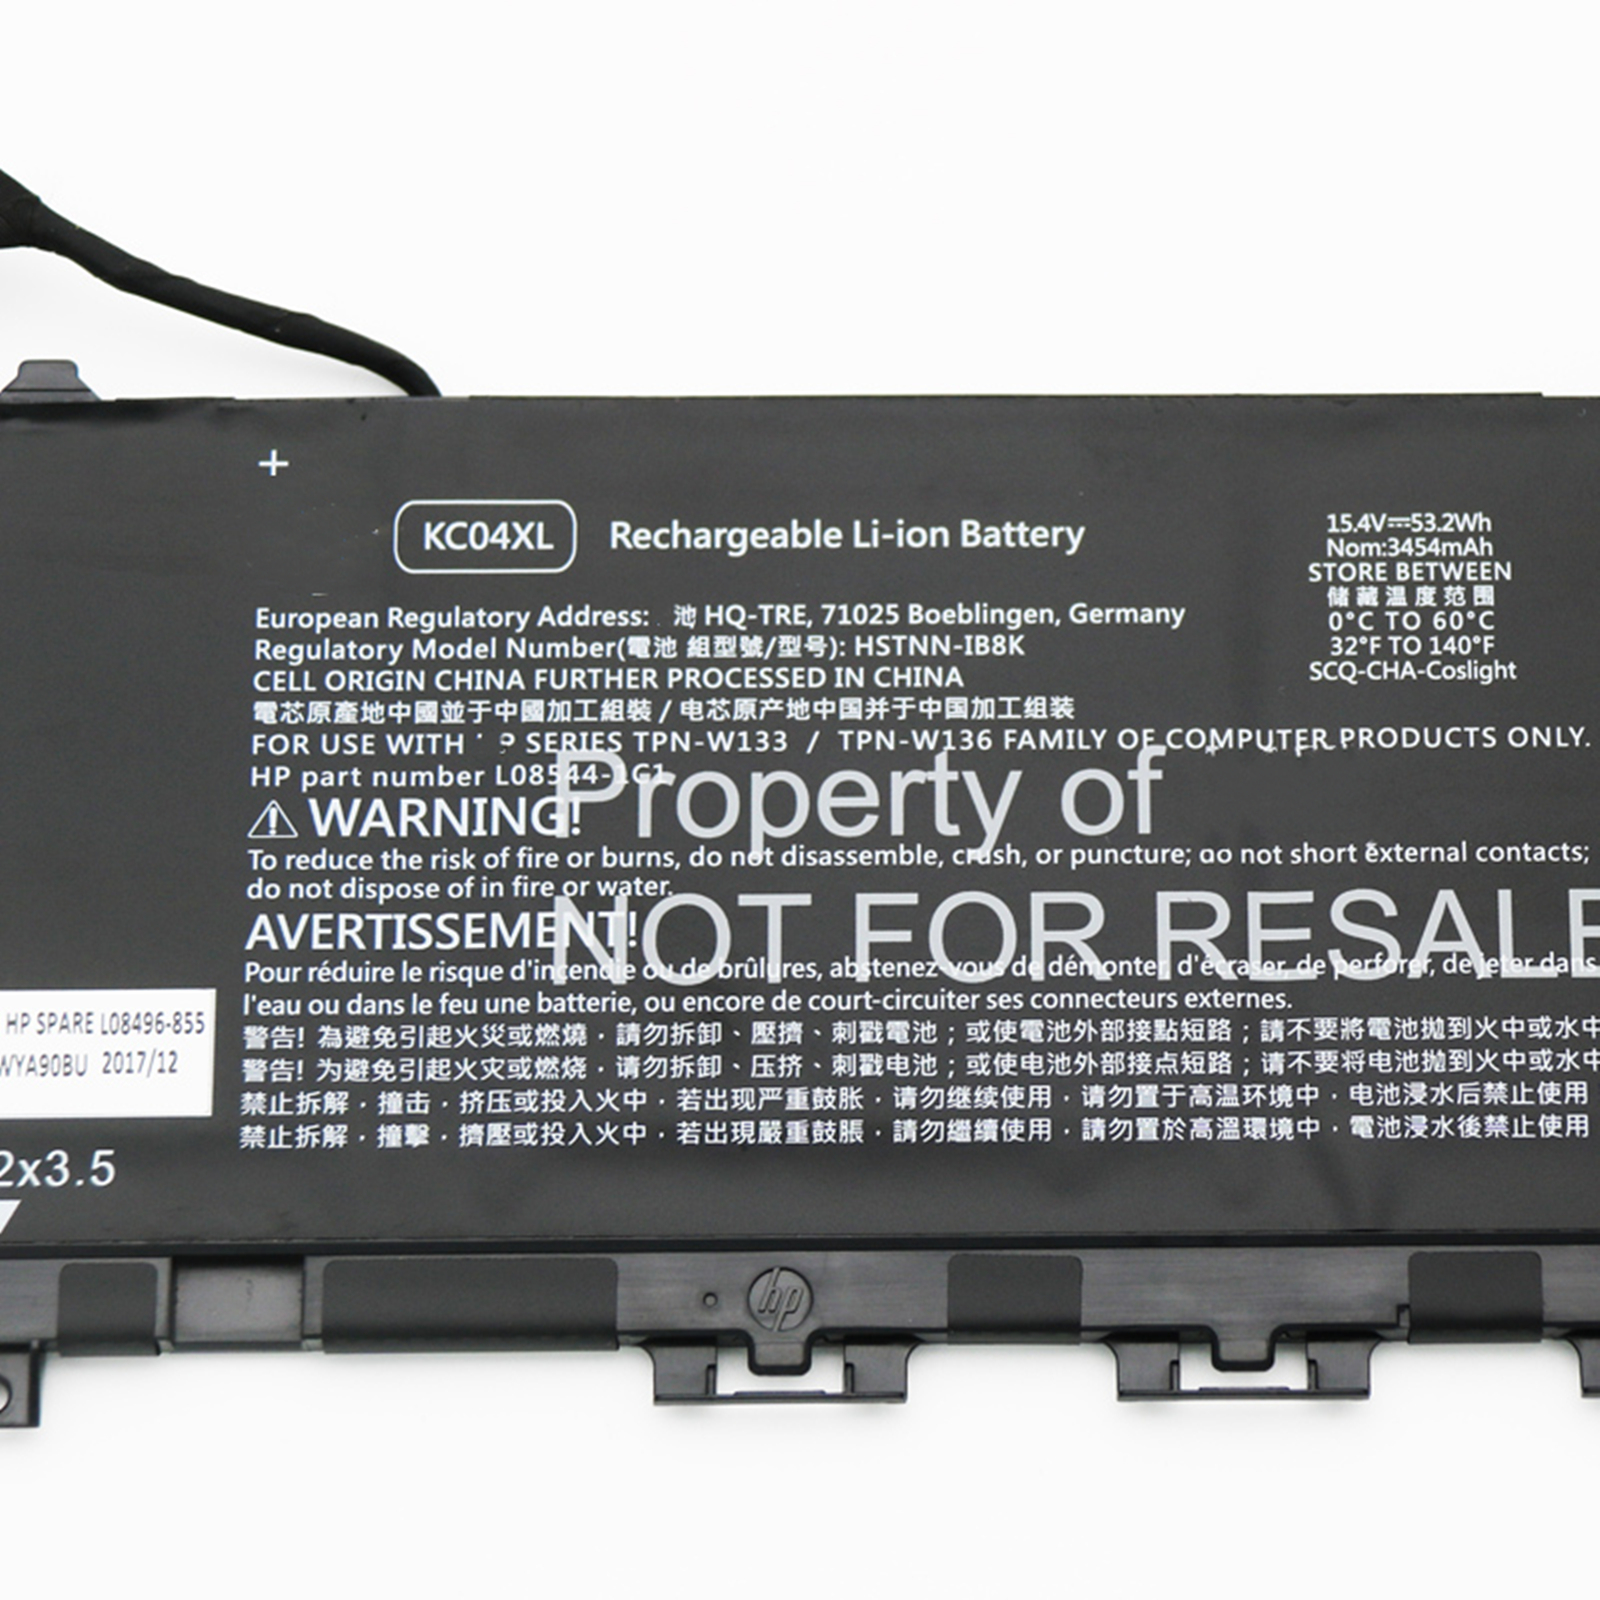 +
KC04XL Rechargeable Li-ion Battery
15.4V⎓53.2Wh
Nom:3454mAh
STORE BETWEEN
储藏温度范围
0°C TO 60°C
32°F TO 140°F
SCQ-CHA-Coslight
European Regulatory Address: 池 HQ-TRE, 71025 Boeblingen, Germany
Regulatory Model Number(電池 組型號/型号): HSTNN-IB8K
CELL ORIGIN CHINA FURTHER PROCESSED IN CHINA
電芯原產地中國並于中國加工組裝 / 电芯原产地中国并于中国加工组装
FOR USE WITH P SERIES TPN-W133 / TPN-W136 FAMILY OF COMPUTER PRODUCTS ONLY.
HP part number L08544-1C1
Property of
WARNING!
To reduce the risk of fire or burns, do not disassemble, crush, or puncture; do not short external contacts;
do not dispose of in fire or water.
NOT FOR RESALE
AVERTISSEMENT!
Pour réduire le risque d'incendie ou de brûlures, abstenez-vous de démonter, d'écraser, de perforer, de jeter dans
l'eau ou dans le feu une batterie, ou encore de court-circuiter ses connecteurs externes.
警告! 為避免引起火災或燃燒，請勿拆卸、壓擠、刺戳電池；或使電池外部接點短路；請不要將電池拋到火中或水中
警告! 为避免引起火灾或燃烧，请勿拆卸、压挤、刺戳电池；或使电池外部接点短路；请不要将电池抛到火中或水中
禁止拆解．撞击．挤压或投入火中．若出现严重鼓胀．请勿继续使用．请勿置于高温环境中．电池浸水后禁止使用
禁止拆解．撞擊．擠壓或投入火中．若出現嚴重鼓脹．請勿繼續使用．請勿置於高溫環境中．電池浸水後禁止使用
HP SPARE L08496-855
WYA90BU 2017/12
2x3.5
hp